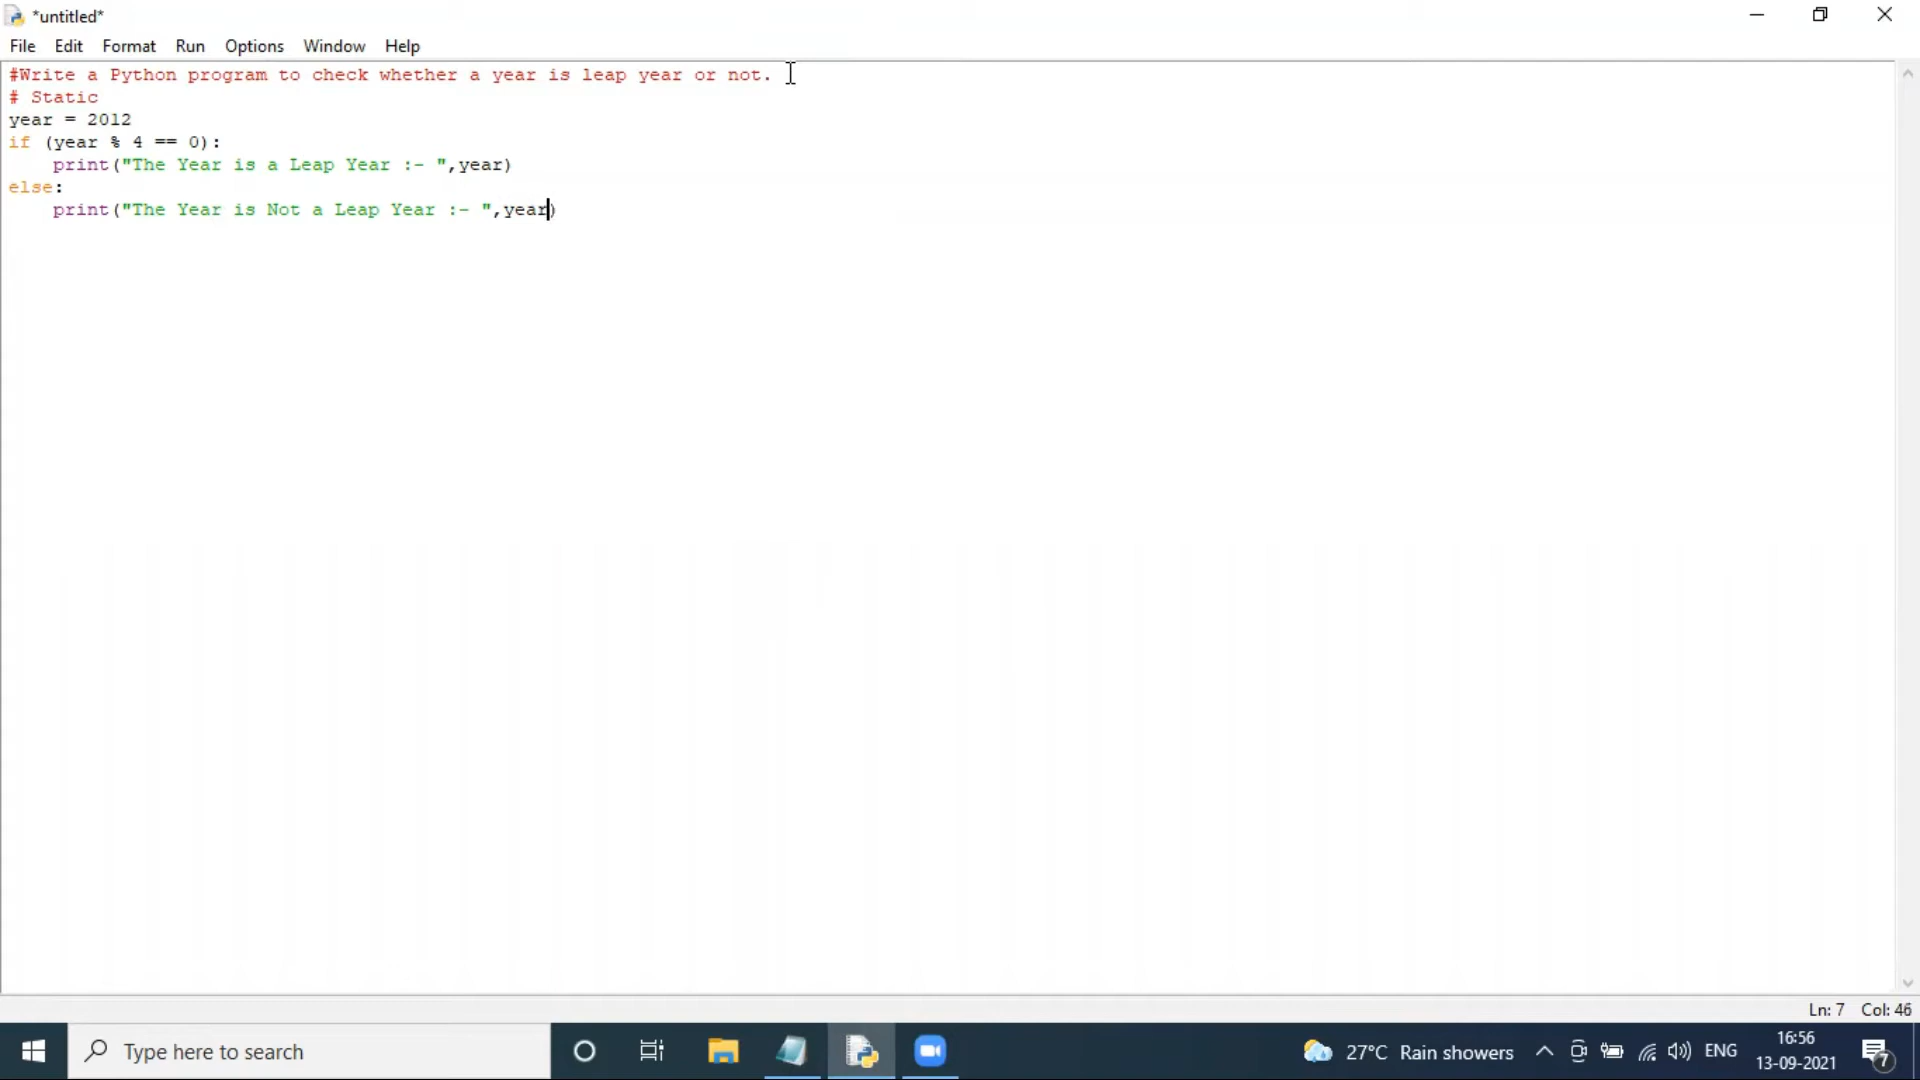 *untitled*
File Edit Format Run Options Window Help
#Write a Python program to check whether a year is leap year or not.
# Static
year = 2012
if (year % 4 == 0):
    print("The Year is a Leap Year :- ",year)
else:
    print("The Year is Not a Leap Year :- ",year)
Ln: 7 Col: 46
Type here to search
27°C Rain showers
ENG
16:56
13-09-2021
7